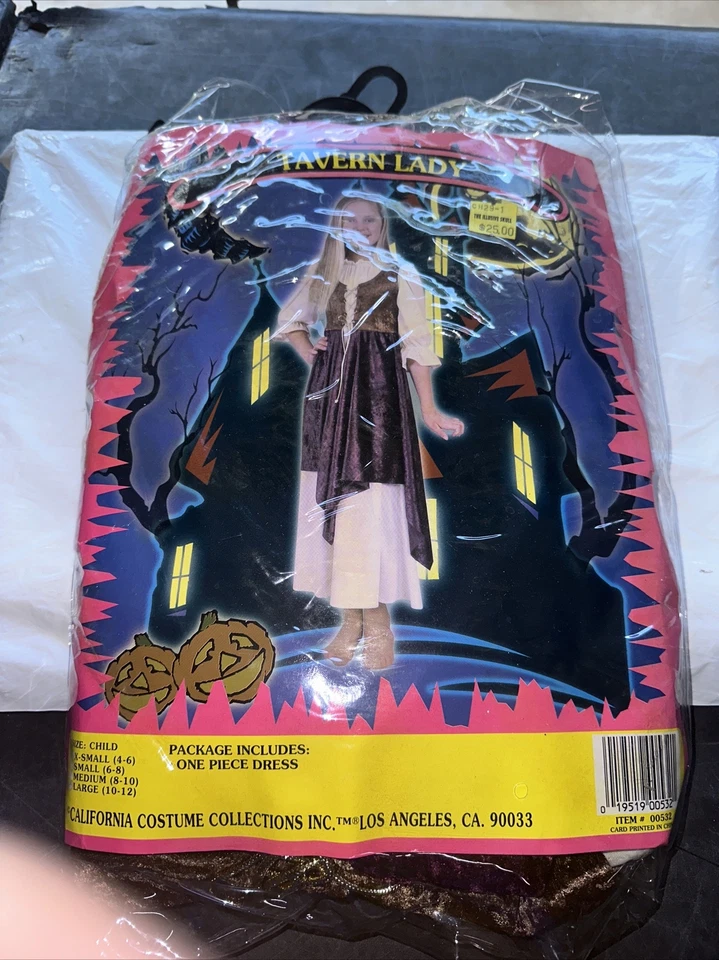 TAVERN LADY
$25.00
SIZE: CHILD
X-SMALL (4-6)
SMALL (6-8)
MEDIUM (8-10)
LARGE (10-12)
PACKAGE INCLUDES:
ONE PIECE DRESS
CALIFORNIA COSTUME COLLECTIONS INC.™® LOS ANGELES, CA. 90033
0 19519 00532
ITEM # 00532
CARD PRINTED IN